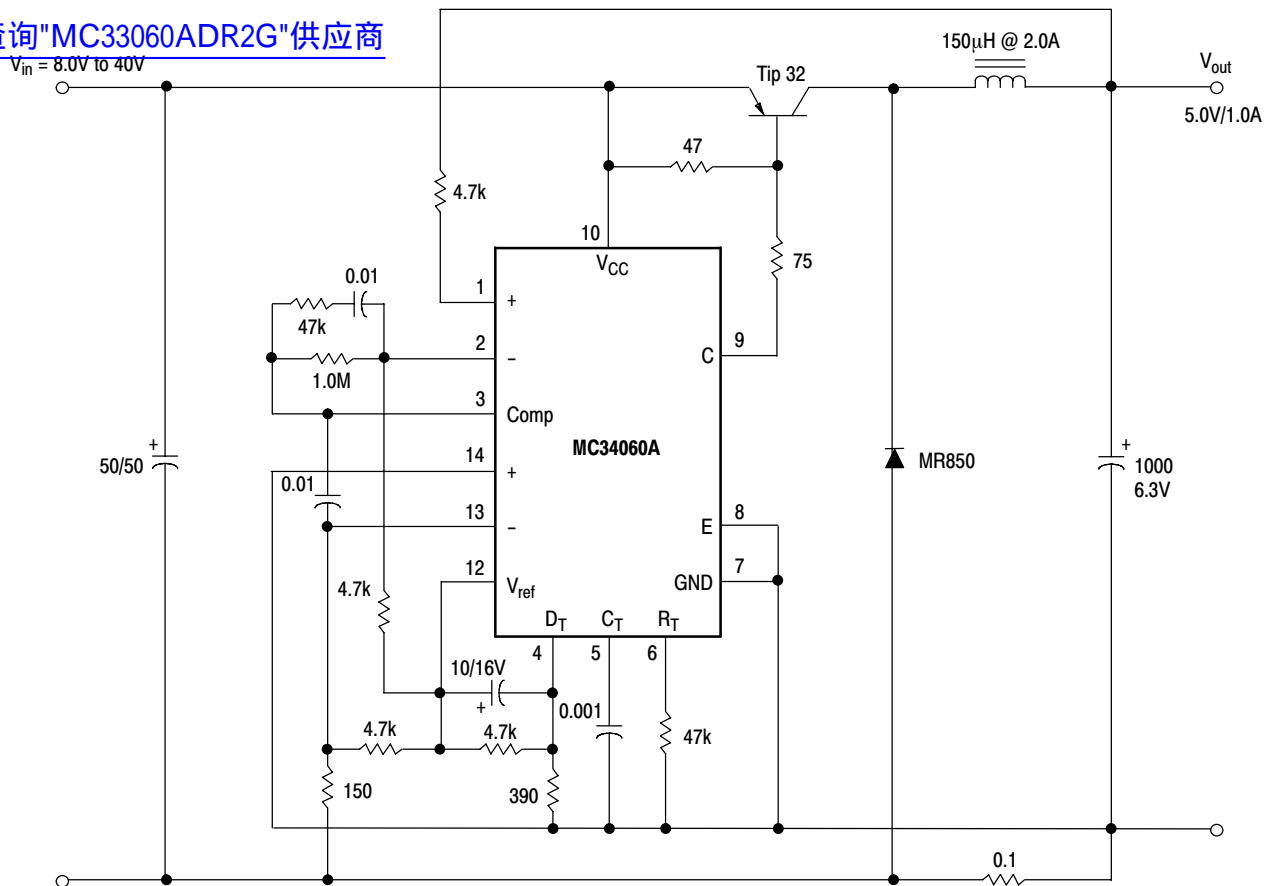 查询"MC33060ADR2G"供应商
Vin = 8.0V to 40V
150μH @ 2.0A
Tip 32
Vout
5.0V/1.0A
47
4.7k
10
VCC
75
0.01
1
+
47k
2
−
9
C
1.0M
3
Comp
MC34060A
14
+
+
50/50
0.01
MR850
+
1000
6.3V
13
−
8
E
12
Vref
7
GND
4.7k
DT
CT
RT
4
5
6
10/16V
+
0.001
4.7k
4.7k
47k
150
390
0.1